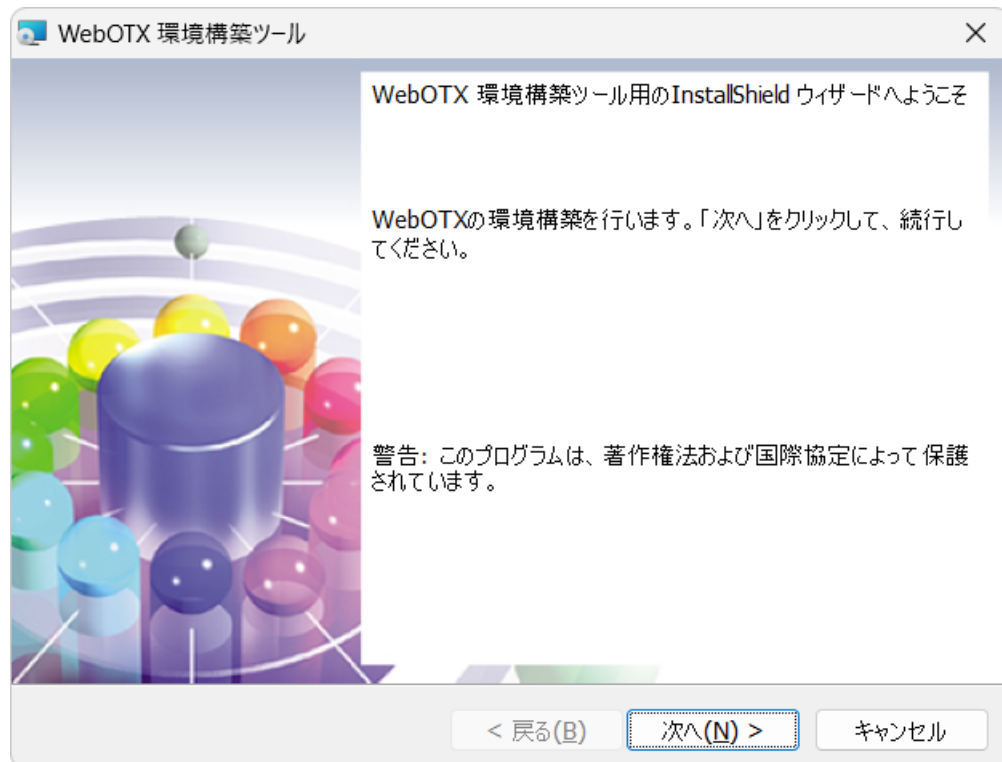 WebOTX 環境構築ツール
WebOTX 環境構築ツール用のInstallShield ウィザードへようこそ
WebOTXの環境構築を行います。「次へ」をクリックして、続行し
てください。
警告: このプログラムは、著作権法および国際協定によって保護
されています。
< 戻る(B)
次へ(N) >
キャンセル